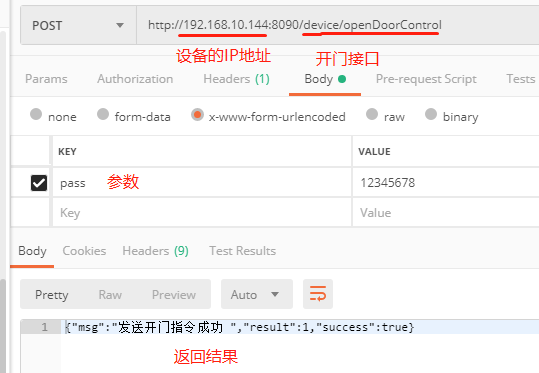 POST http://192.168.10.144:8090/device/openDoorControl
设备的IP地址 开门接口
Params Authorization Headers (1) Body Pre-request Script Tests
none form-data x-www-form-urlencoded raw binary
KEY VALUE
pass 参数 12345678
Key Value
Body Cookies Headers (9) Test Results
Pretty Raw Preview Auto
1 {"msg":"发送开门指令成功 ","result":1,"success":true}
返回结果